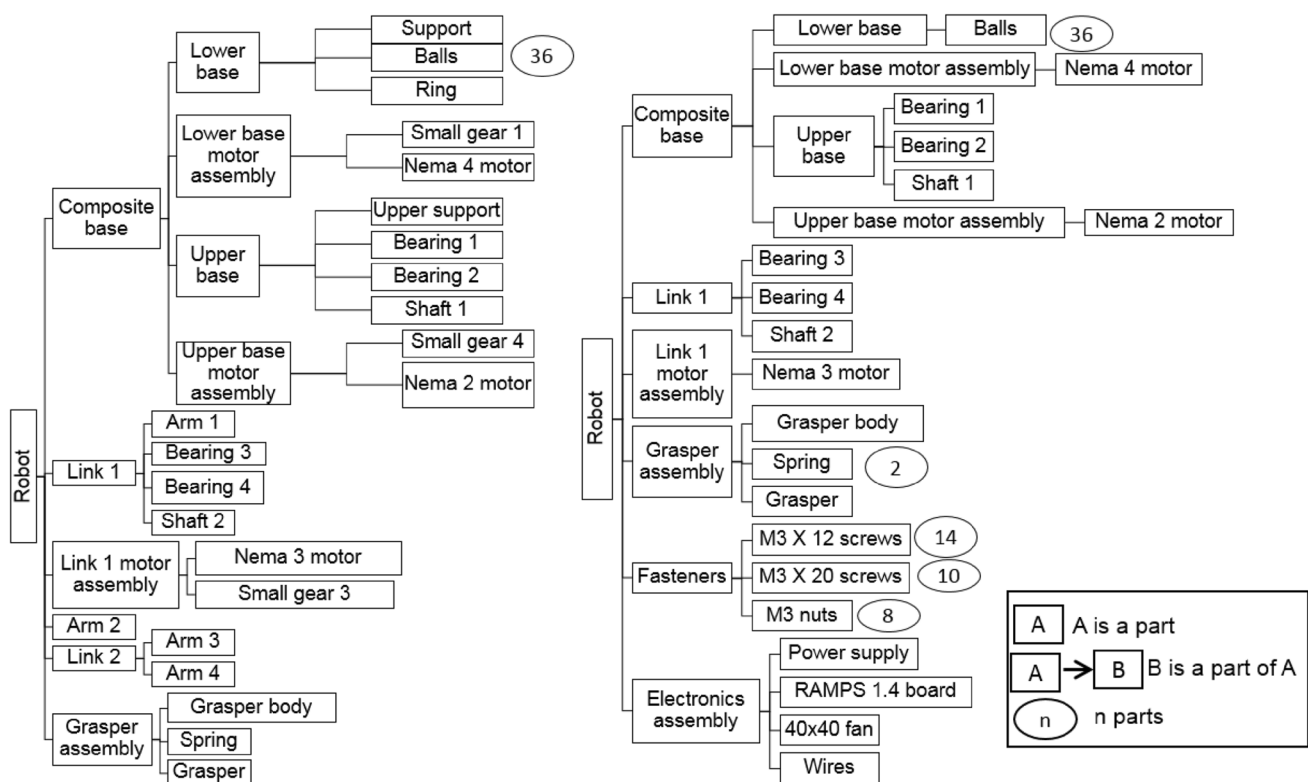 Robot
Composite
base
Lower
base
Support
Balls
36
Ring
Lower base
motor
assembly
Small gear 1
Nema 4 motor
Upper
base
Upper support
Bearing 1
Bearing 2
Shaft 1
Upper base
motor
assembly
Small gear 4
Nema 2 motor
Link 1
Arm 1
Bearing 3
Bearing 4
Shaft 2
Link 1 motor
assembly
Nema 3 motor
Small gear 3
Arm 2
Link 2
Arm 3
Arm 4
Grasper
assembly
Grasper body
Spring
Grasper
Robot
Composite
base
Lower base
Balls
36
Lower base motor assembly
Nema 4 motor
Upper
base
Bearing 1
Bearing 2
Shaft 1
Upper base motor assembly
Nema 2 motor
Link 1
Bearing 3
Bearing 4
Shaft 2
Link 1
motor
assembly
Nema 3 motor
Grasper
assembly
Grasper body
Spring
2
Grasper
Fasteners
M3 X 12 screws
14
M3 X 20 screws
10
M3 nuts
8
Electronics
assembly
Power supply
RAMPS 1.4 board
40x40 fan
Wires
A A is a part
A B B is a part of A
n n parts